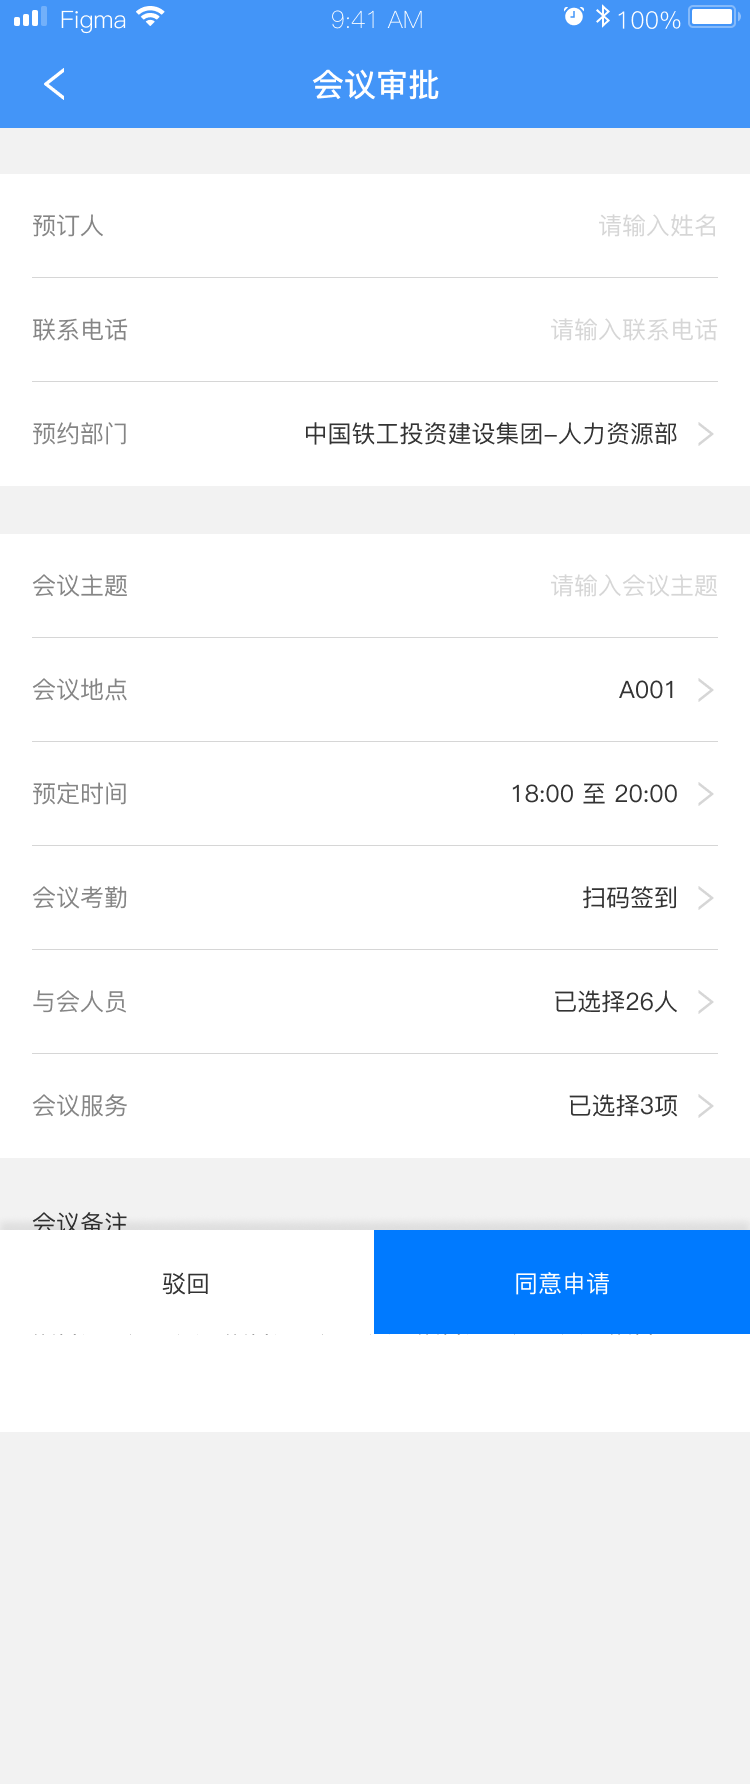 Figma 9:41 AM 100%
会议审批
预订人 请输入姓名
联系电话 请输入联系电话
预约部门 中国铁工投资建设集团-人力资源部
会议主题 请输入会议主题
会议地点 A001
预定时间 18:00 至 20:00
会议考勤 扫码签到
与会人员 已选择26人
会议服务 已选择3项
会议备注
驳回 同意申请